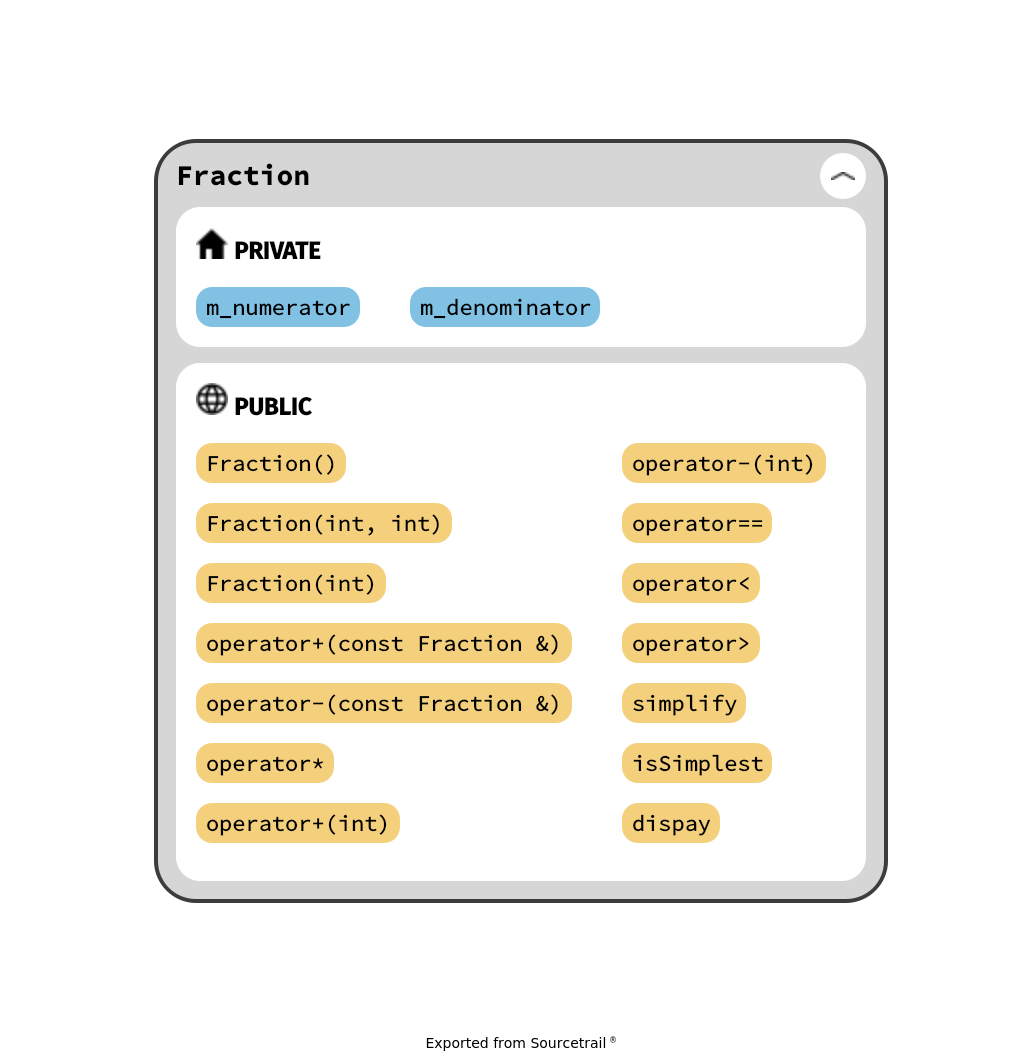 Fraction
PRIVATE
m_numerator
m_denominator
PUBLIC
Fraction()
Fraction(int, int)
Fraction(int)
operator+(const Fraction &)
operator-(const Fraction &)
operator*
operator+(int)
operator-(int)
operator==
operator<
operator>
simplify
isSimplest
dispay
Exported from Sourcetrail ®